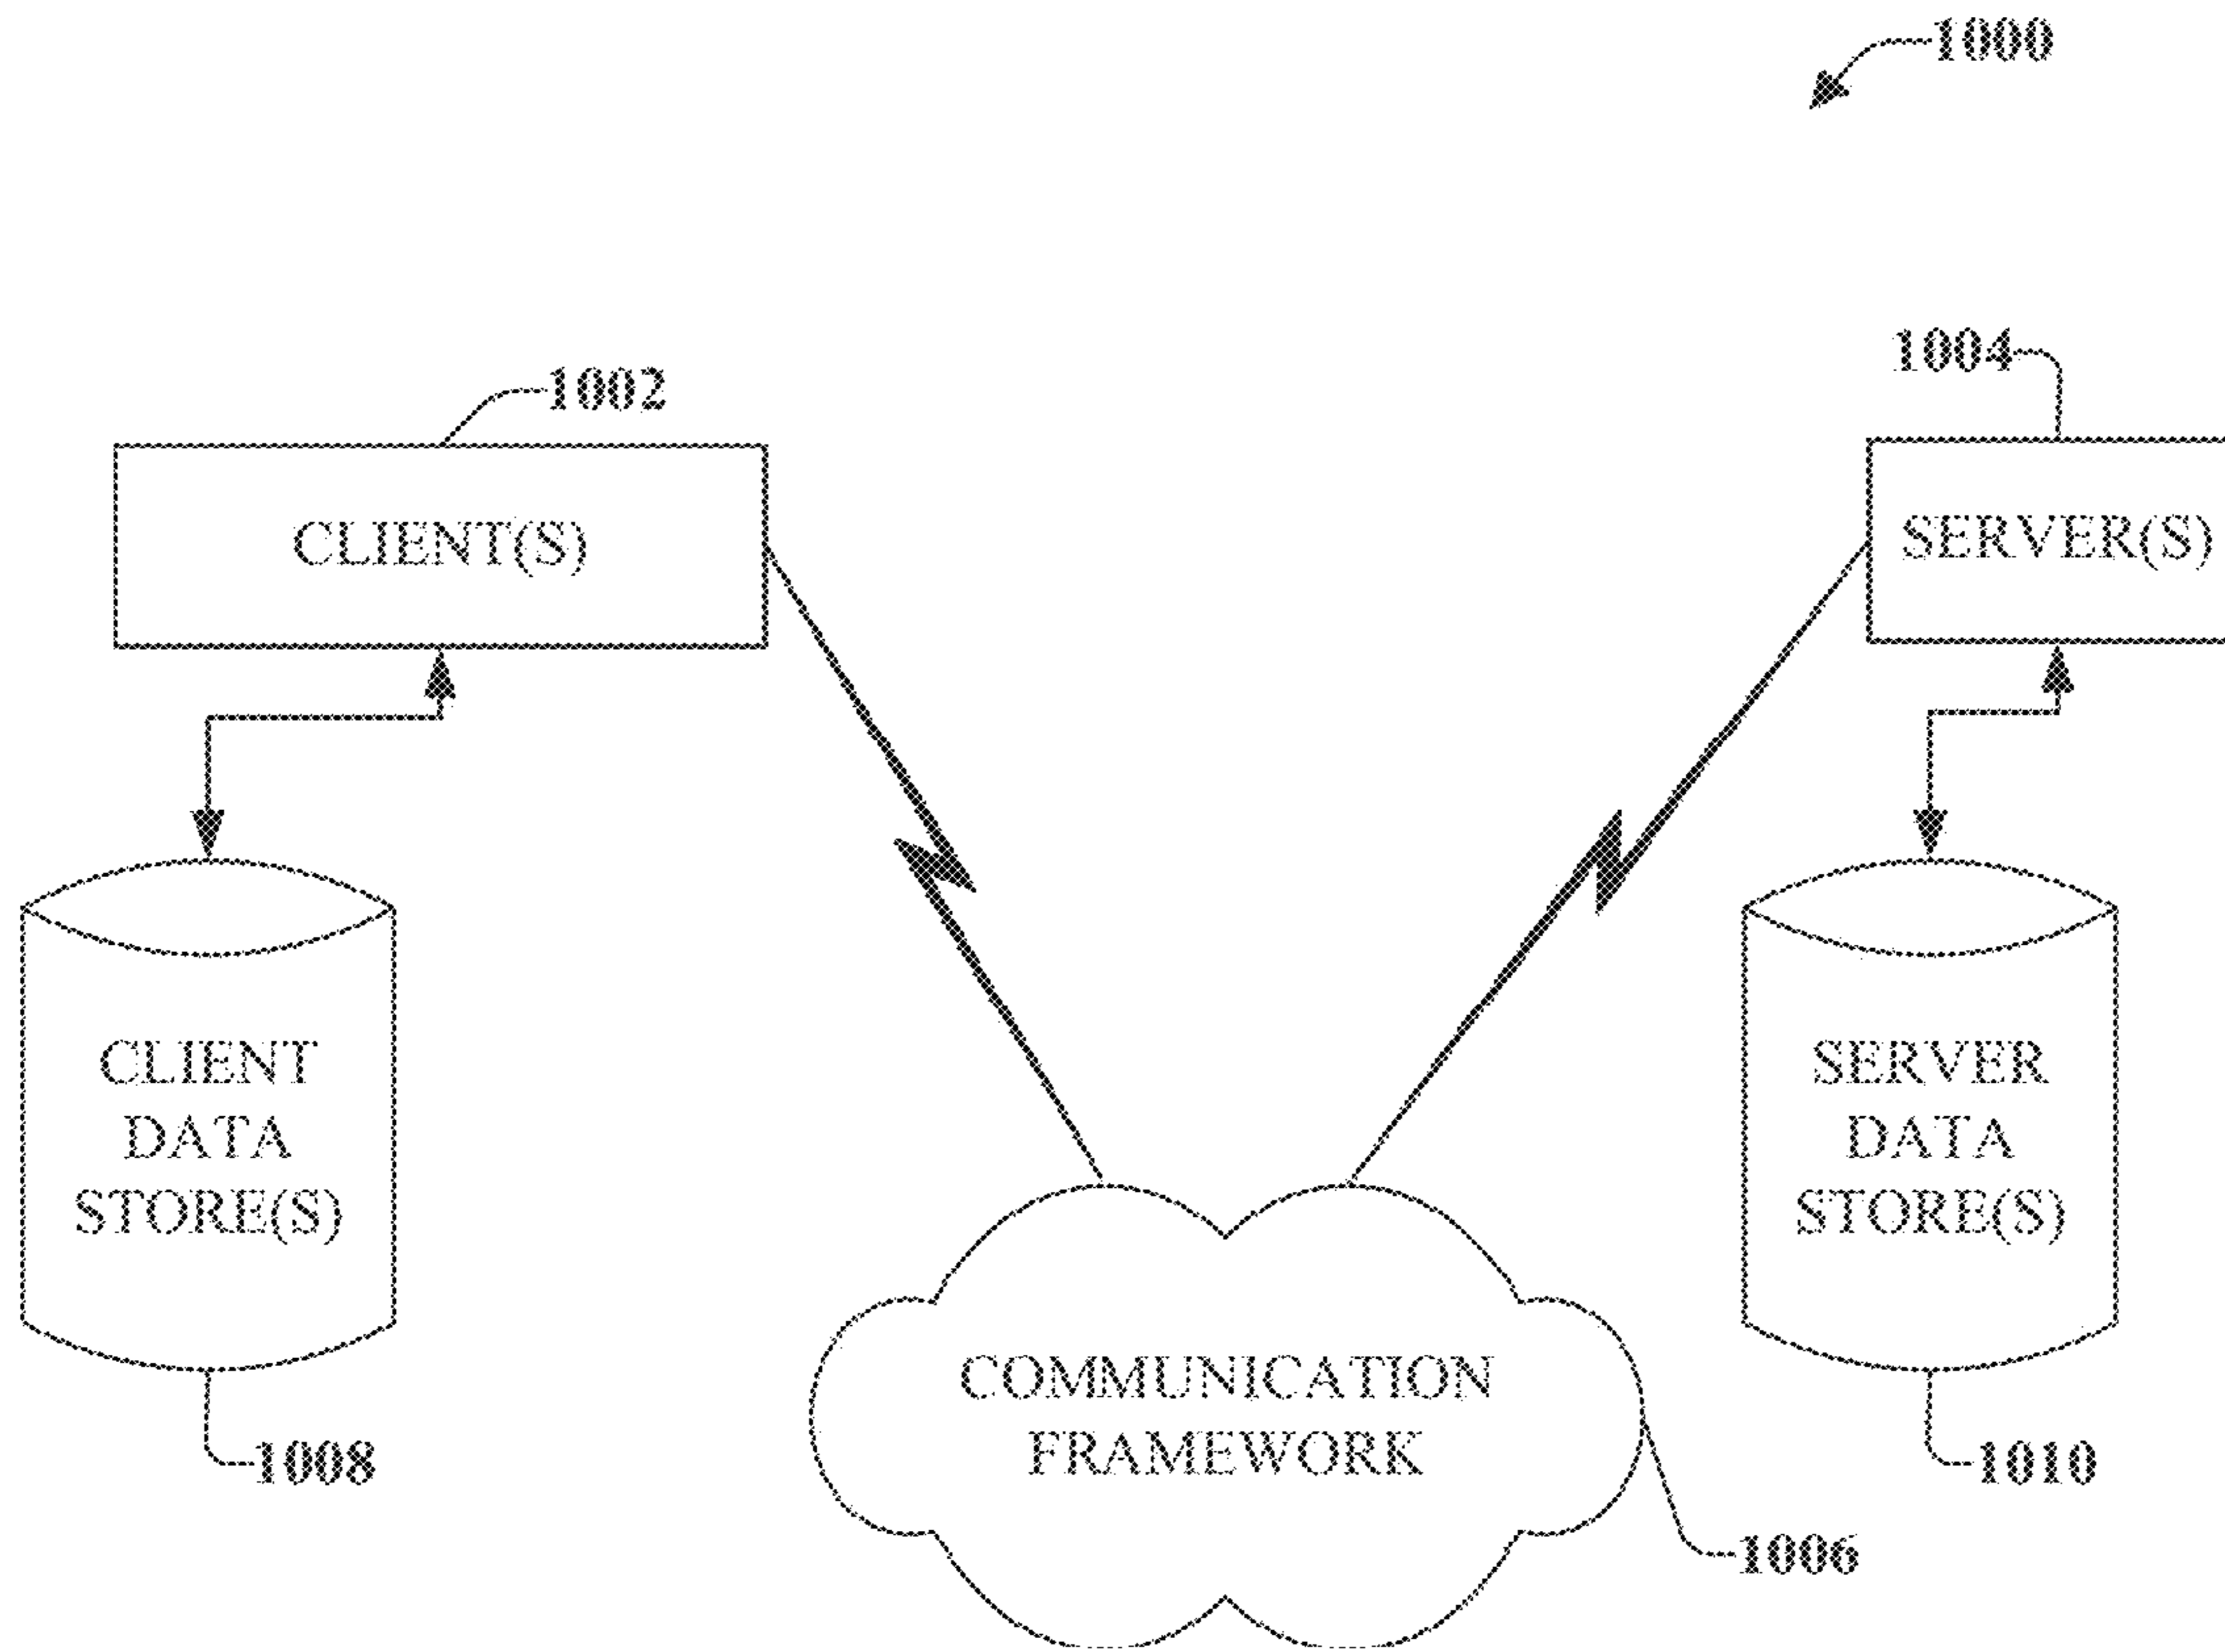 1000
1002
1004
CLIENT(S)
SERVER(S)
CLIENT
DATA
STORE(S)
SERVER
DATA
STORE(S)
COMMUNICATION
FRAMEWORK
1008
1010
1006